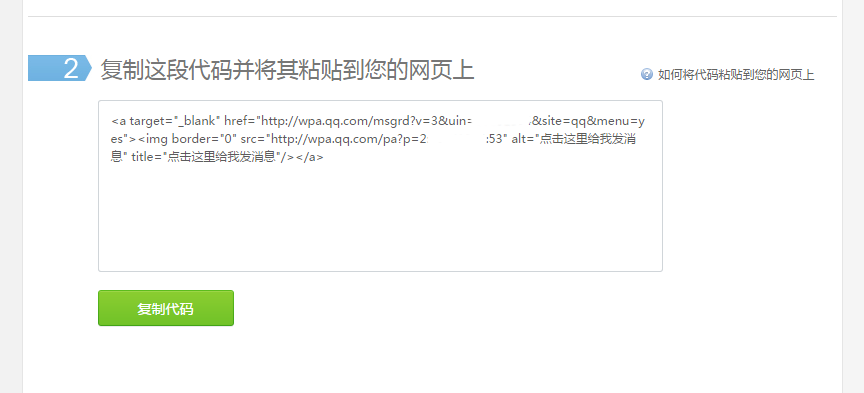 2 复制这段代码并将其粘贴到您的网页上
? 如何将代码粘贴到您的网页上
<a target="_blank" href="http://wpa.qq.com/msgrd?v=3&uin= &site=qq&menu=y
es"><img border="0" src="http://wpa.qq.com/pa?p=2: :53" alt="点击这里给我发消
息" title="点击这里给我发消息"/></a>
复制代码